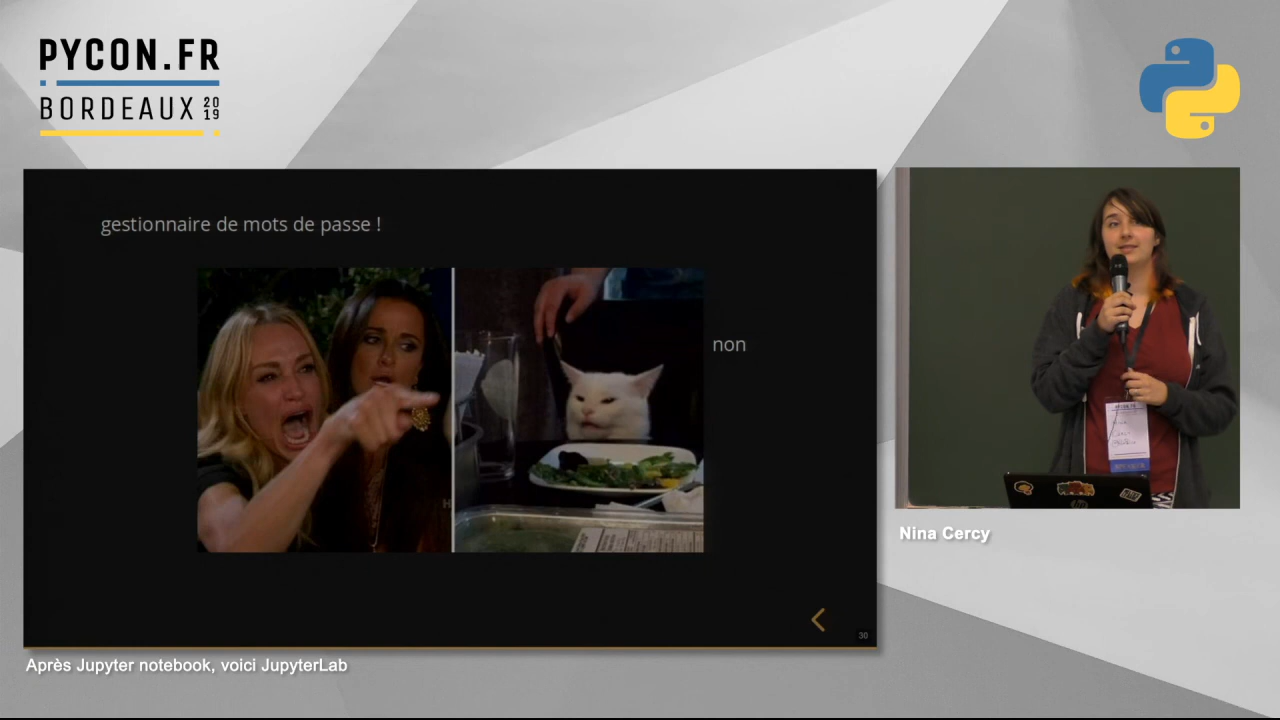 PYCON.FR
BORDEAUX 2019
gestionnaire de mots de passe !
non
30
Nina Cercy
Après Jupyter notebook, voici JupyterLab